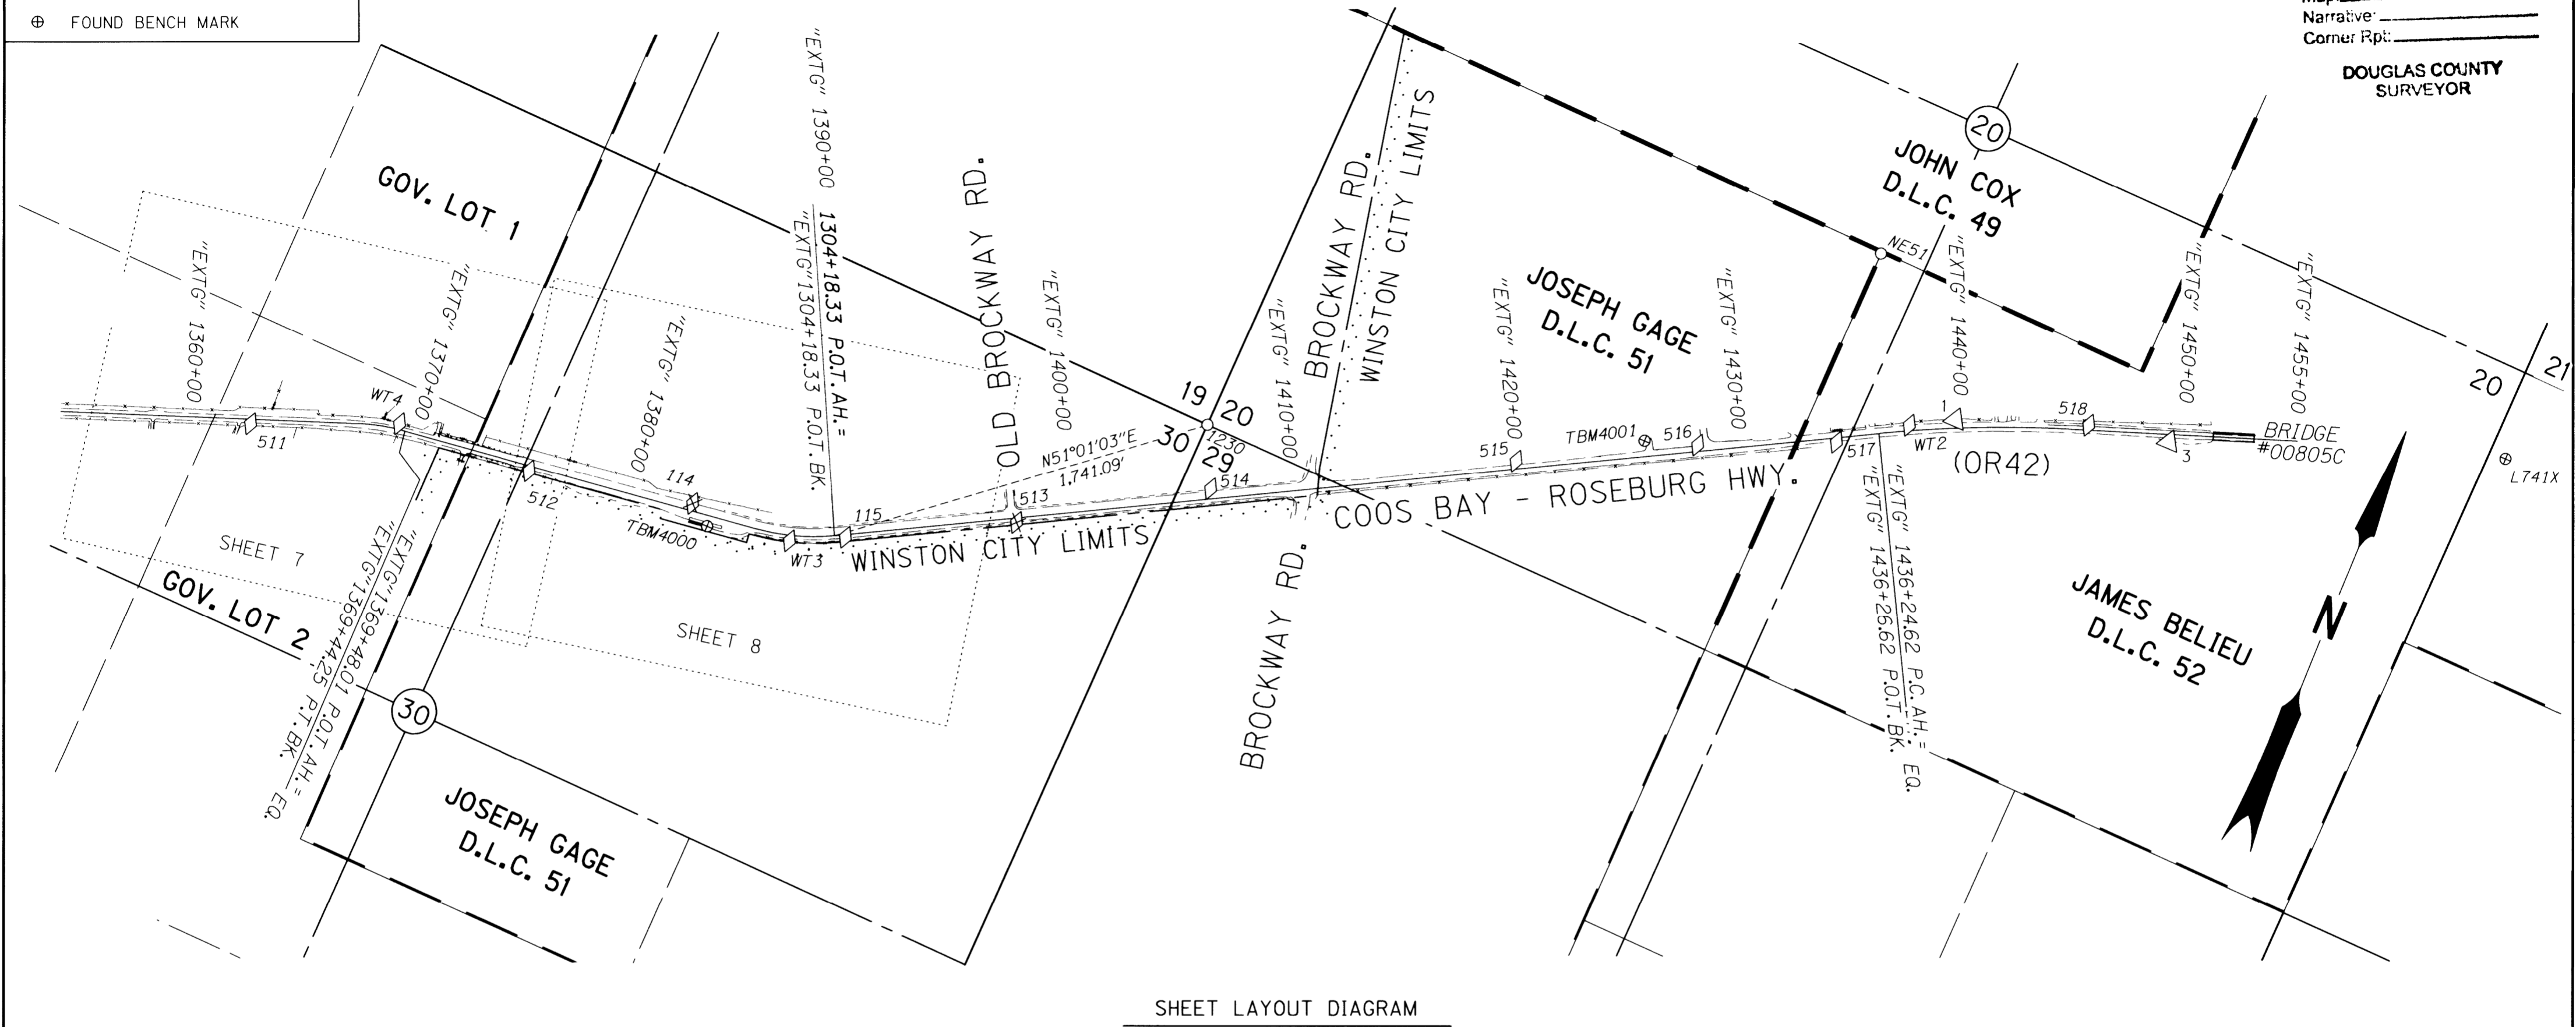 ⊕ FOUND BENCH MARK
Narrative:
Corner Rpt:
DOUGLAS COUNTY
SURVEYOR
GOV. LOT 1
"EXTG" 1360+00
"EXTG" 1370+00
"EXTG" 1380+00
"EXTG" 1390+00
1304+18.33 P.O.T. AH.=
"EXTG" 1304+18.33 P.O.T. BK.
OLD BROCKWAY RD.
"EXTG" 1400+00
N51°01'03"E
1,741.09'
19
20
30
29
1230
"EXTG" 1410+00
BROCKWAY RD.
WINSTON CITY LIMITS
JOSEPH GAGE
D.L.C. 51
"EXTG" 1420+00
"EXTG" 1430+00
20
JOHN COX
D.L.C. 49
NE51
"EXTG" 1440+00
"EXTG" 1450+00
"EXTG" 1455+00
21
20
WT4
511
512
114
TBM4000
WT3
115
513
514
515
TBM4001
516
517
WT2
1
518
3
BRIDGE
#00805C
L741X
(OR42)
WINSTON CITY LIMITS
COOS BAY - ROSEBURG HWY.
BROCKWAY RD.
SHEET 7
GOV. LOT 2
SHEET 8
"EXTG" 1369+48.01 P.O.T. AH.=
"EXTG" 1369+44.25 P.T. BK. EQ.
30
"EXTG" 1436+24.62 P.C. AH.=
"EXTG" 1436+26.62 P.O.T. BK. EQ.
JAMES BELIEU
D.L.C. 52
N
JOSEPH GAGE
D.L.C. 51
SHEET LAYOUT DIAGRAM